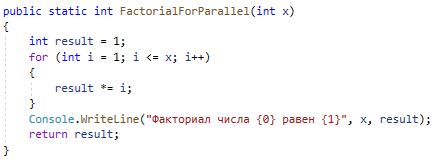 public static int FactorialForParallel(int x)
{
    int result = 1;
    for (int i = 1; i <= x; i++)
    {
        result *= i;
    }
    Console.WriteLine("Факториал числа {0} равен {1}", x, result);
    return result;
}